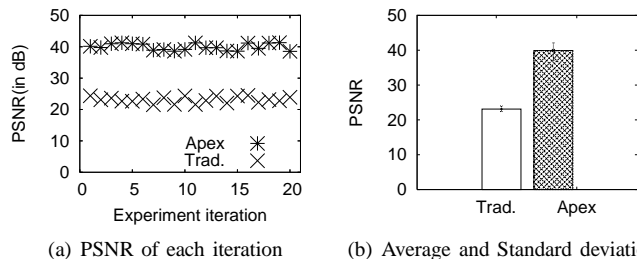 PSNR(in dB)
50
40
30
20
10
0
Apex
Trad.
0 5 10 15 20
Experiment iteration
(a) PSNR of each iteration
PSNR
50
40
30
20
10
0
Trad. Apex
(b) Average and Standard deviati